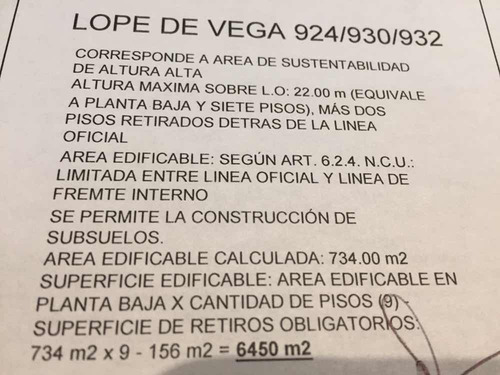 LOPE DE VEGA 924/930/932
CORRESPONDE A AREA DE SUSTENTABILIDAD
DE ALTURA ALTA
ALTURA MAXIMA SOBRE L.O: 22.00 m (EQUIVALE
A PLANTA BAJA Y SIETE PISOS), MÁS DOS
PISOS RETIRADOS DETRAS DE LA LINEA
OFICIAL
AREA EDIFICABLE: SEGÚN ART. 6.2.4. N.C.U.:
LIMITADA ENTRE LINEA OFICIAL Y LINEA DE
FREMTE INTERNO
SE PERMITE LA CONSTRUCCIÓN DE
SUBSUELOS.
AREA EDIFICABLE CALCULADA: 734.00 m2
SUPERFICIE EDIFICABLE: AREA EDIFICABLE EN
PLANTA BAJA X CANTIDAD DE PISOS (9) -
SUPERFICIE DE RETIROS OBLIGATORIOS:
734 m2 x 9 - 156 m2 = 6450 m2